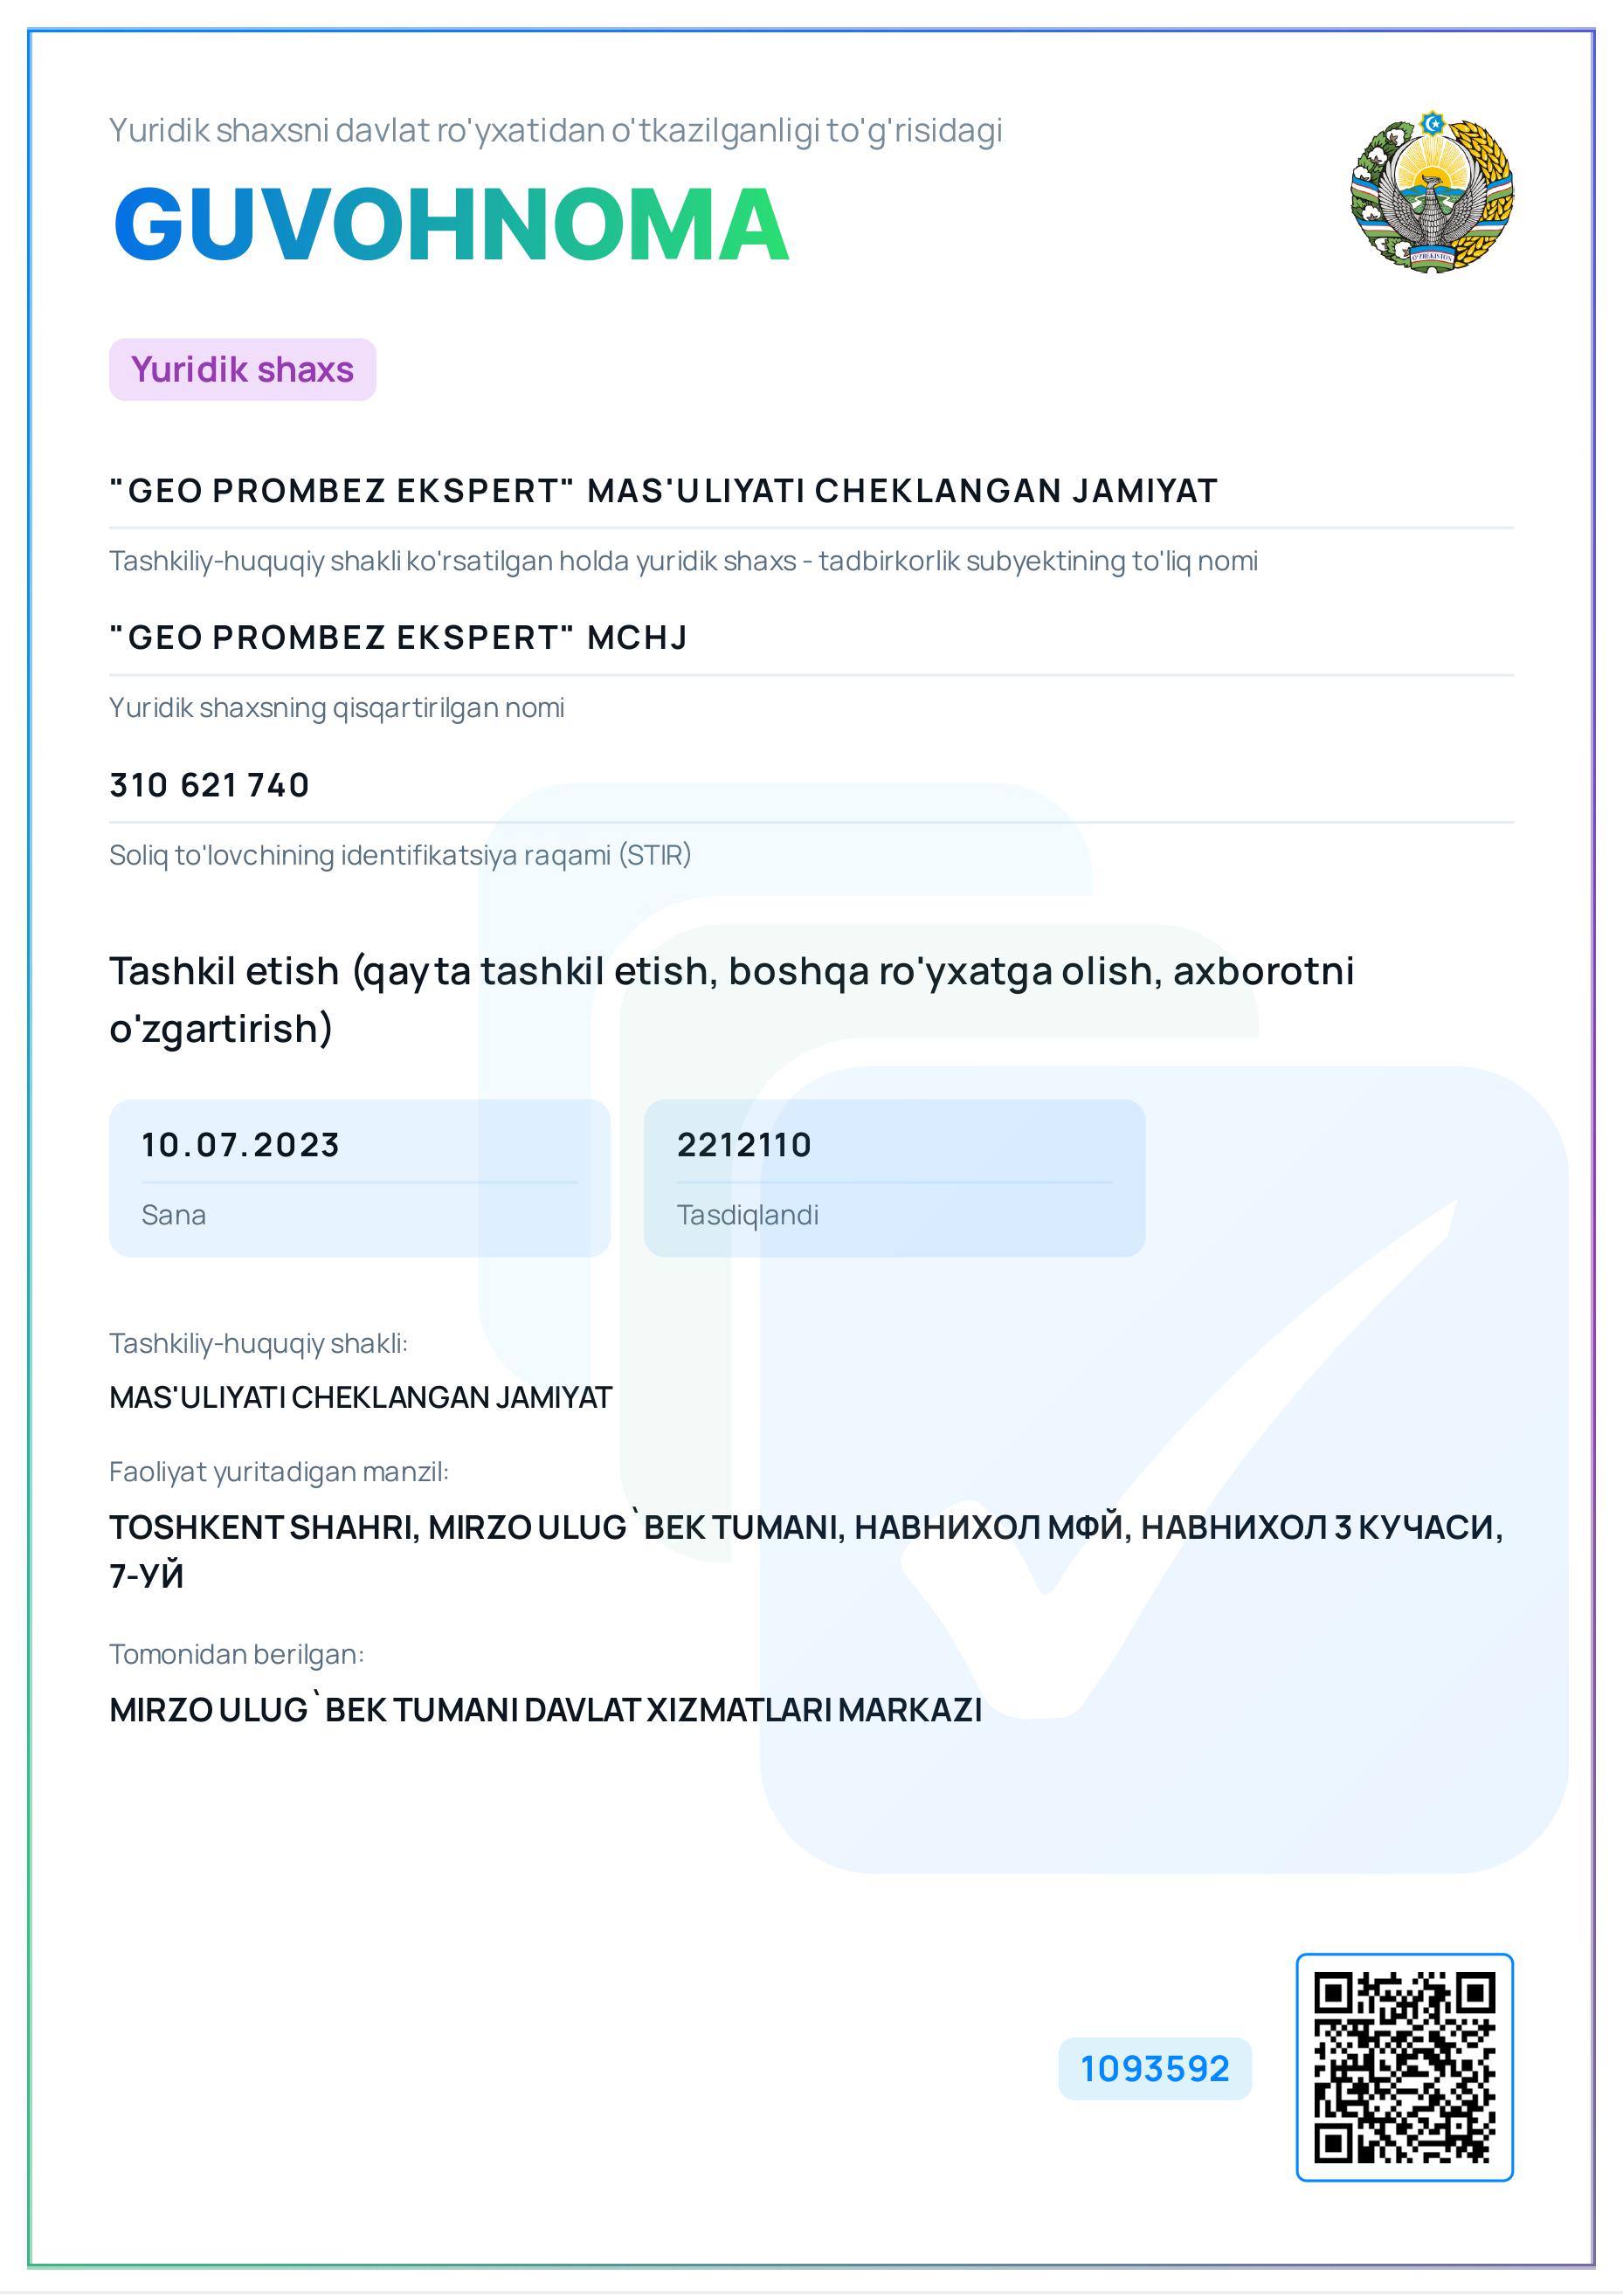 Yuridik shaxsni davlat ro'yxatidan o'tkazilganligi to'g'risidagi
GUVOHNOMA
O'ZBEKISTON
Yuridik shaxs
"GEO PROMBEZ EKSPERT" MAS'ULIYATI CHEKLANGAN JAMIYAT
Tashkiliy-huquqiy shakli ko'rsatilgan holda yuridik shaxs - tadbirkorlik subyektining to'liq nomi
"GEO PROMBEZ EKSPERT" MCHJ
Yuridik shaxsning qisqartirilgan nomi
310 621 740
Soliq to'lovchining identifikatsiya raqami (STIR)
Tashkil etish (qayta tashkil etish, boshqa ro'yxatga olish, axborotni
o'zgartirish)
10.07.2023
Sana
2212110
Tasdiqlandi
Tashkiliy-huquqiy shakli:
MAS'ULIYATI CHEKLANGAN JAMIYAT
Faoliyat yuritadigan manzil:
TOSHKENT SHAHRI, MIRZO ULUG`BEK TUMANI, НАВНИХОЛ МФЙ, НАВНИХОЛ 3 КУЧАСИ,
7-УЙ
Tomonidan berilgan:
MIRZO ULUG`BEK TUMANI DAVLAT XIZMATLARI MARKAZI
1093592